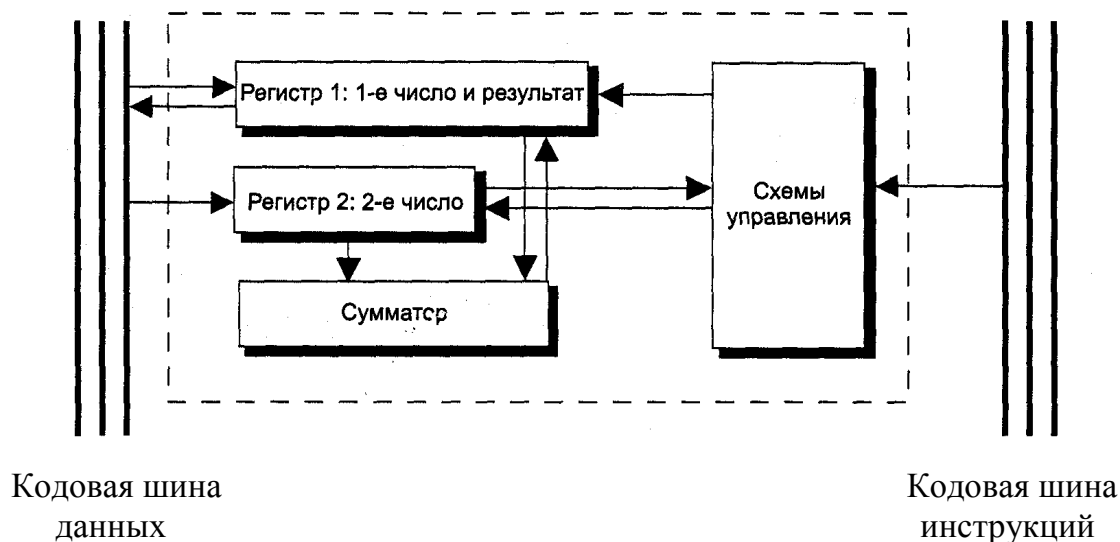 Регистр 1: 1-е число и результат
Регистр 2: 2-е число
Сумматор
Схемы
управления
Кодовая шина
данных
Кодовая шина
инструкций